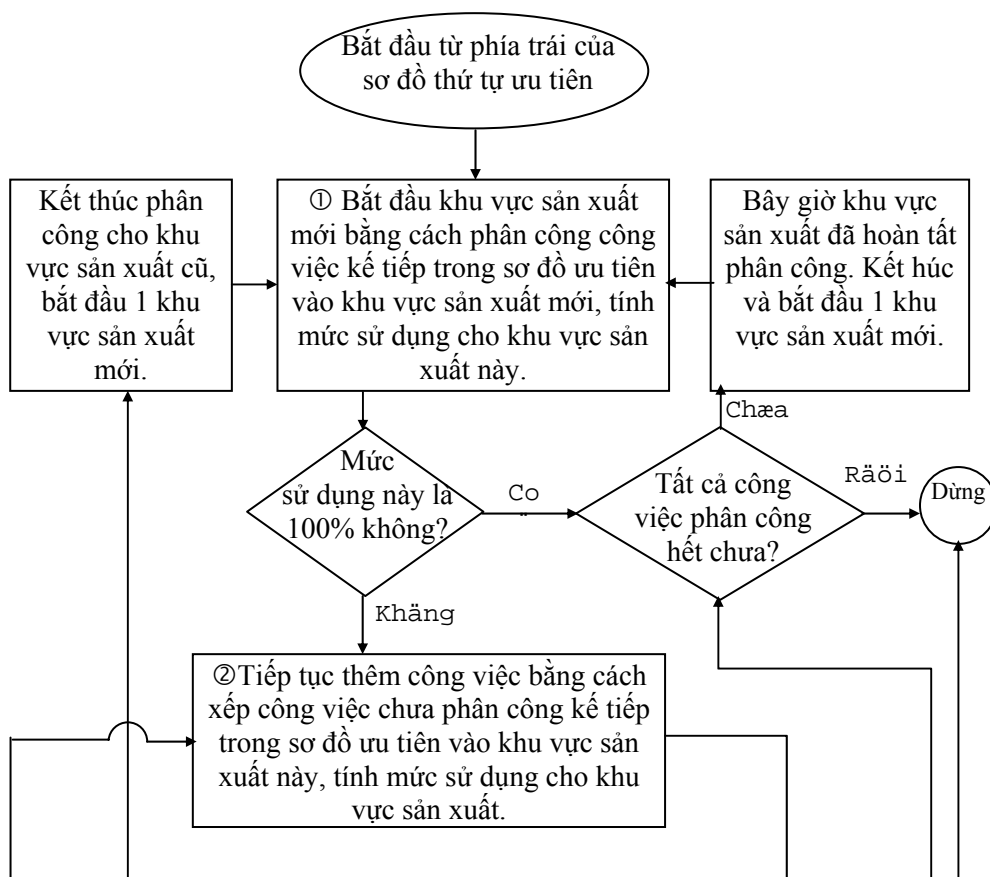 Bắt đầu từ phía trái của
sơ đồ thứ tự ưu tiên
Kết thúc phân
công cho khu
vực sản xuất cũ,
bắt đầu 1 khu
vực sản xuất
mới.
① Bắt đầu khu vực sản xuất
mới bằng cách phân công công
việc kế tiếp trong sơ đồ ưu tiên
vào khu vực sản xuất mới, tính
mức sử dụng cho khu vực sản
xuất này.
Bây giờ khu vực
sản xuất đã hoàn tất
phân công. Kết húc
và bắt đầu 1 khu
vực sản xuất mới.
Chæa
Mức
sử dụng này la
100% không?
Co
Tất cả công
việc phân công
hết chưa?
Räöi
Dừng
Khäng
②Tiếp tục thêm công việc bằng cách
xếp công việc chưa phân công kế tiếp
trong sơ đồ ưu tiên vào khu vực sản
xuất này, tính mức sử dụng cho khu
vực sản xuất.